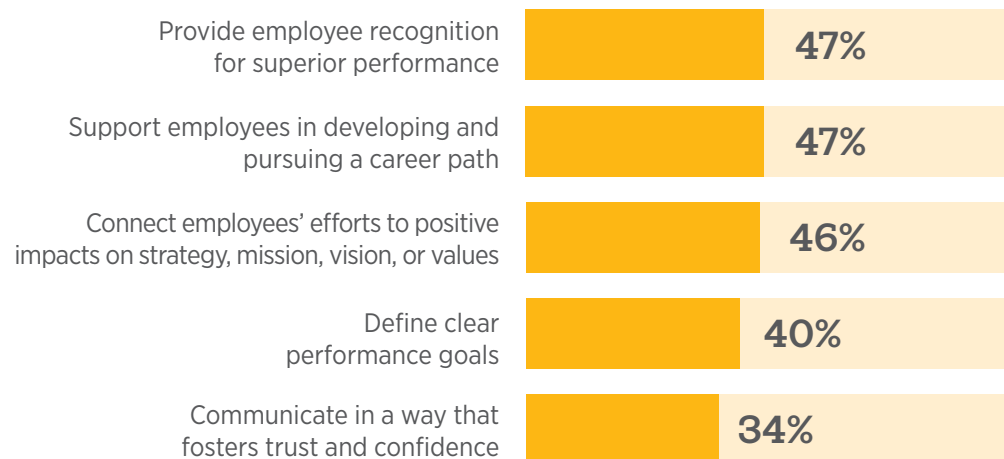 Provide employee recognition
for superior performance
47%
Support employees in developing and
pursuing a career path
47%
Connect employees’ efforts to positive
impacts on strategy, mission, vision, or values
46%
Define clear
performance goals
40%
Communicate in a way that
fosters trust and confidence
34%